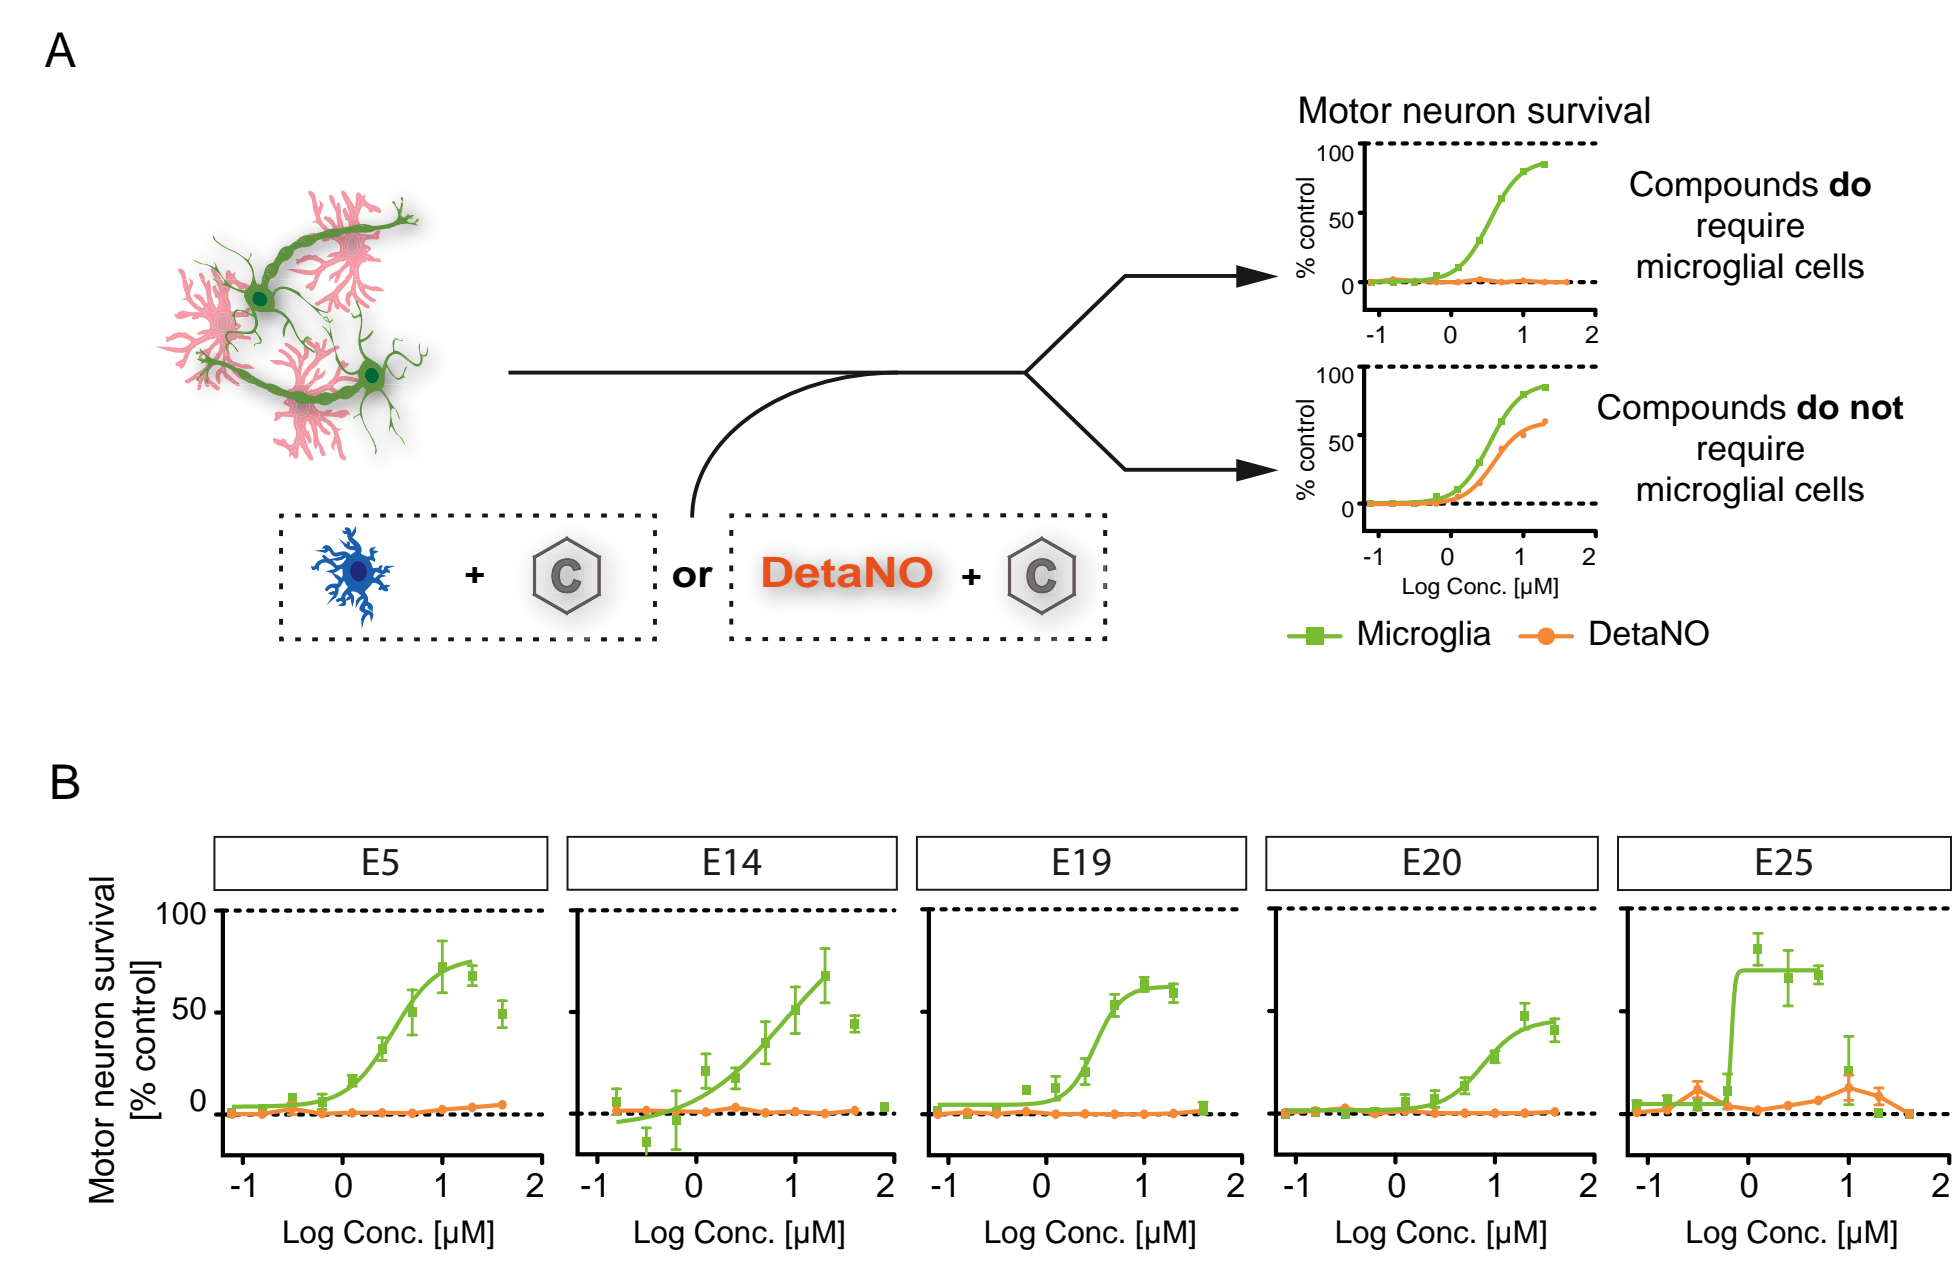 A
Motor neuron survival
% control
100
50
0
-1 0 1 2
Compounds do
require
microglial cells
% control
100
50
0
-1 0 1 2
Log Conc. [µM]
Compounds do not
require
microglial cells
+ C or DetaNO + C
Microglia DetaNO
B
E5 E14 E19 E20 E25
Motor neuron survival
[% control]
100
50
0
-1 0 1 2 -1 0 1 2 -1 0 1 2 -1 0 1 2 -1 0 1 2
Log Conc. [µM] Log Conc. [µM] Log Conc. [µM] Log Conc. [µM] Log Conc. [µM]